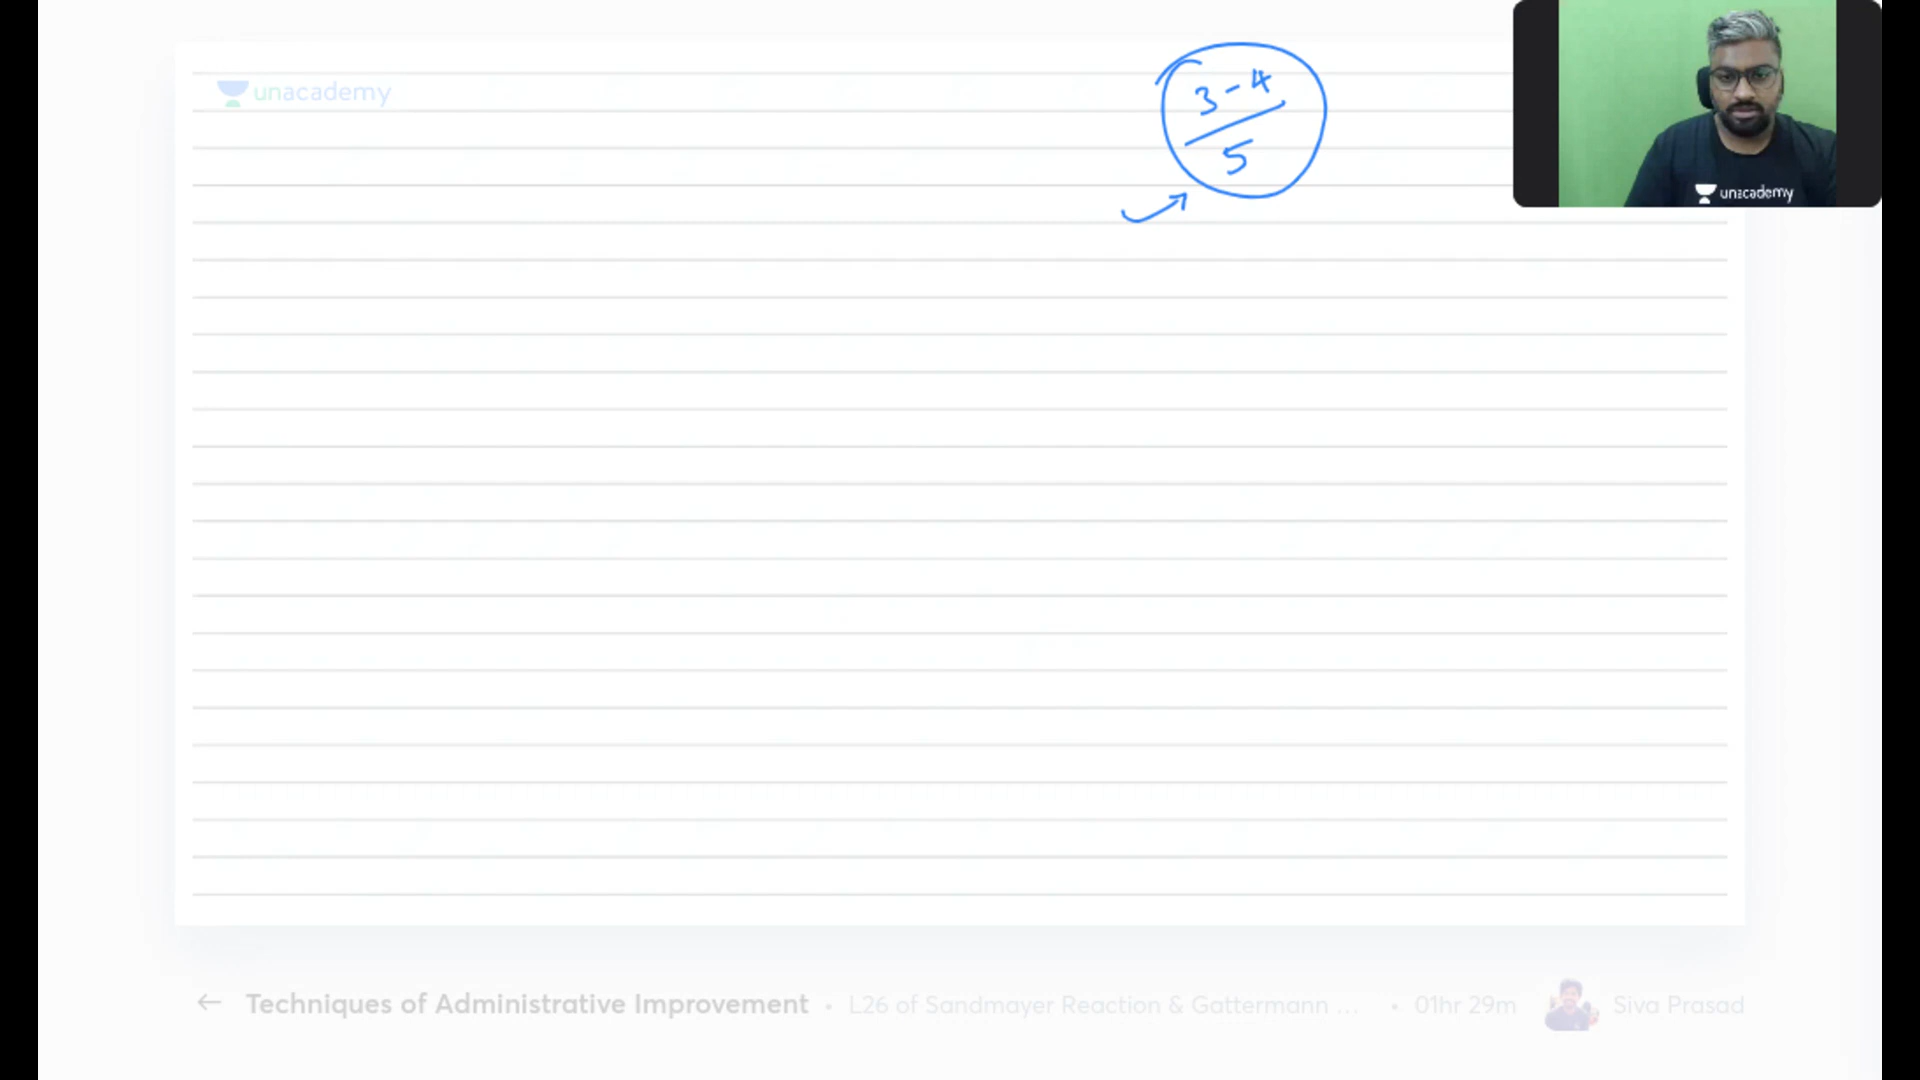 unacademy
3-4
5
unacademy
← Techniques of Administrative Improvement • L26 of Sandmayer Reaction & Gattermann ... • 01hr 29m Siva Prasad